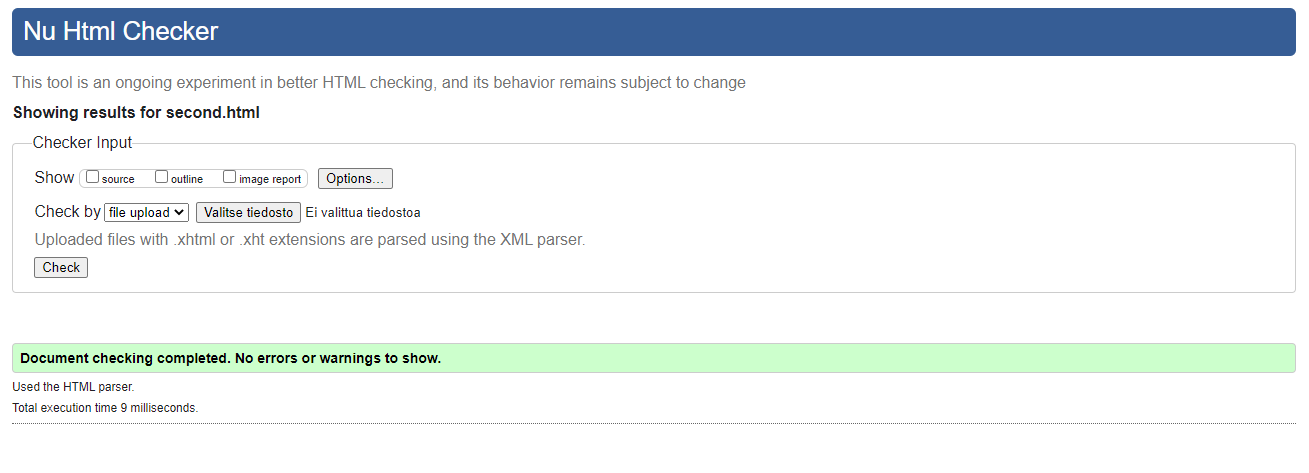 Nu Html Checker
This tool is an ongoing experiment in better HTML checking, and its behavior remains subject to change
Showing results for second.html
Checker Input
Show source outline image report Options...
Check by file upload Valitse tiedosto Ei valittua tiedostoa
Uploaded files with .xhtml or .xht extensions are parsed using the XML parser.
Check
Document checking completed. No errors or warnings to show.
Used the HTML parser.
Total execution time 9 milliseconds.